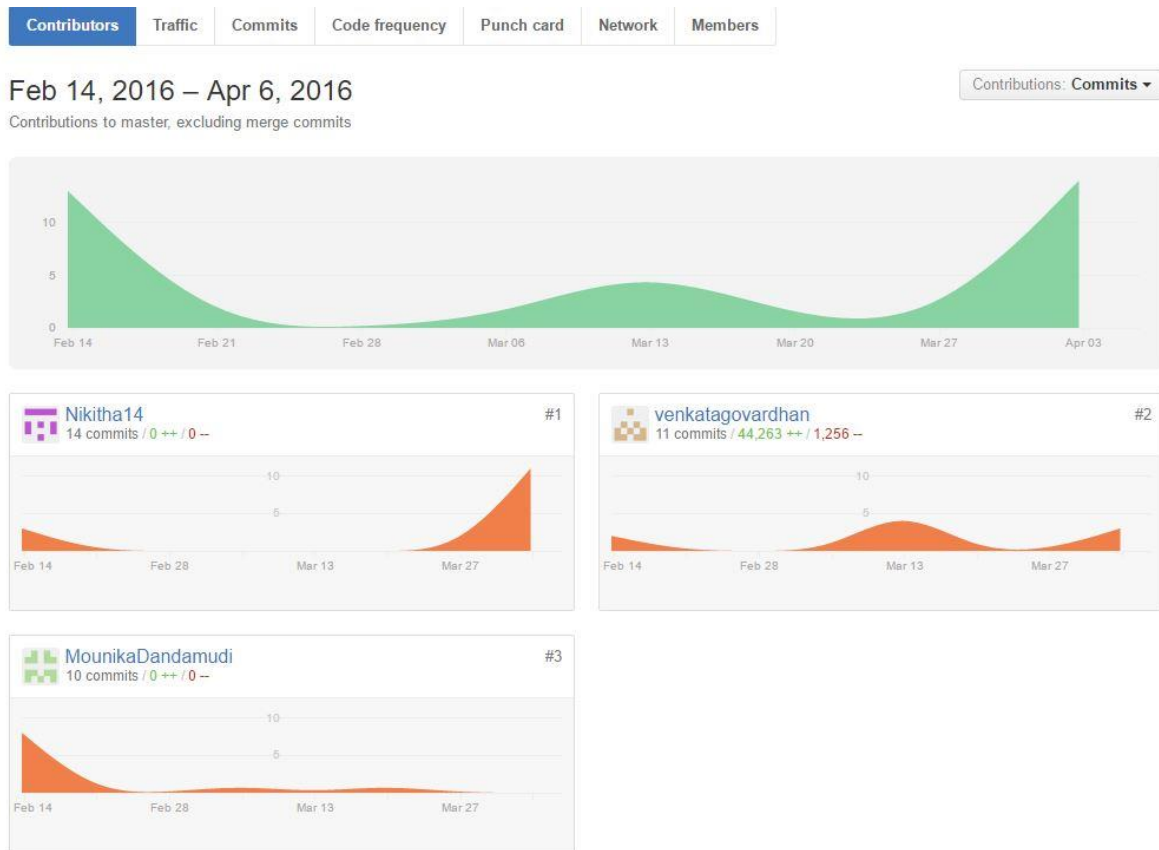 Contributors Traffic Commits Code frequency Punch card Network Members
Feb 14, 2016 – Apr 6, 2016
Contributions: Commits
Contributions to master, excluding merge commits
10
5
0
Feb 14 Feb 21 Feb 28 Mar 06 Mar 13 Mar 20 Mar 27 Apr 03
Nikitha14 #1
14 commits / 0 ++ / 0 --
10
5
Feb 14 Feb 28 Mar 13 Mar 27
venkatagovardhan #2
11 commits / 44,263 ++ / 1,256 --
10
5
Feb 14 Feb 28 Mar 13 Mar 27
MounikaDandamudi #3
10 commits / 0 ++ / 0 --
10
5
Feb 14 Feb 28 Mar 13 Mar 27